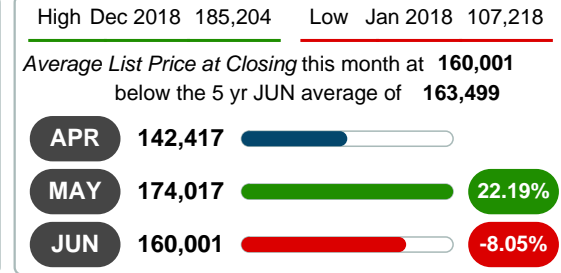 High Dec 2018 185,204 Low Jan 2018 107,218
Average List Price at Closing this month at 160,001
below the 5 yr JUN average of 163,499
APR 142,417
MAY 174,017 22.19%
JUN 160,001 -8.05%